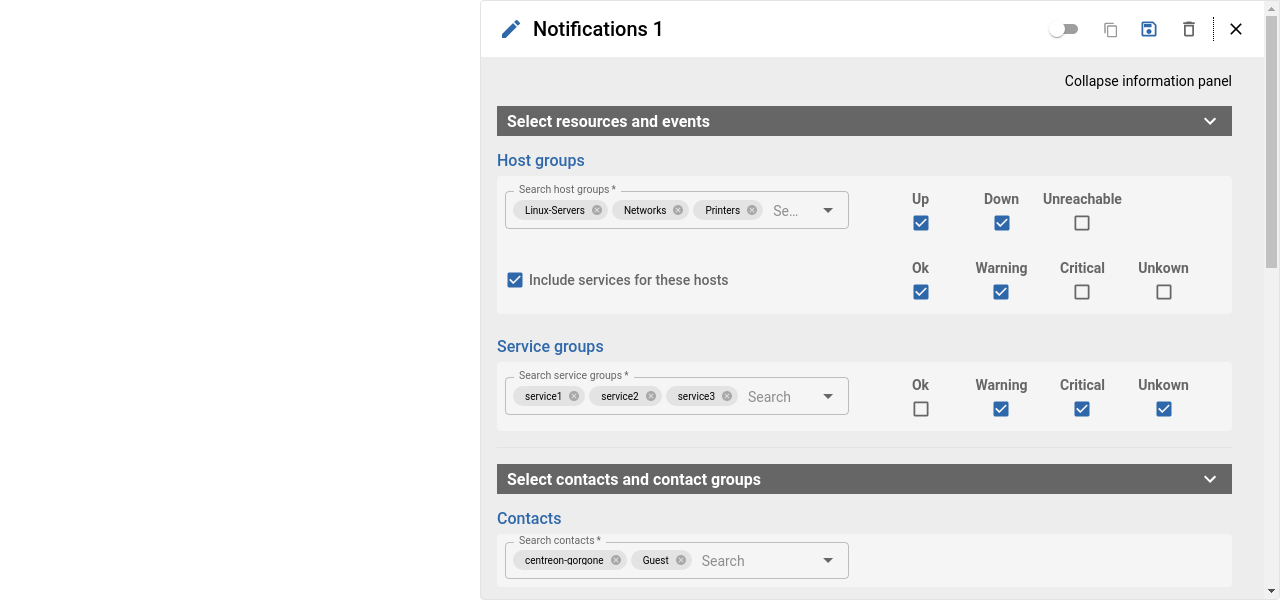 Notifications 1
Collapse information panel
Select resources and events
Host groups
Search host groups *
Linux-Servers Networks Printers Se...
Up Down Unreachable
Include services for these hosts
Ok Warning Critical Unkown
Service groups
Search service groups *
service1 service2 service3 Search
Ok Warning Critical Unkown
Select contacts and contact groups
Contacts
Search contacts *
centreon-gorgone Guest Search